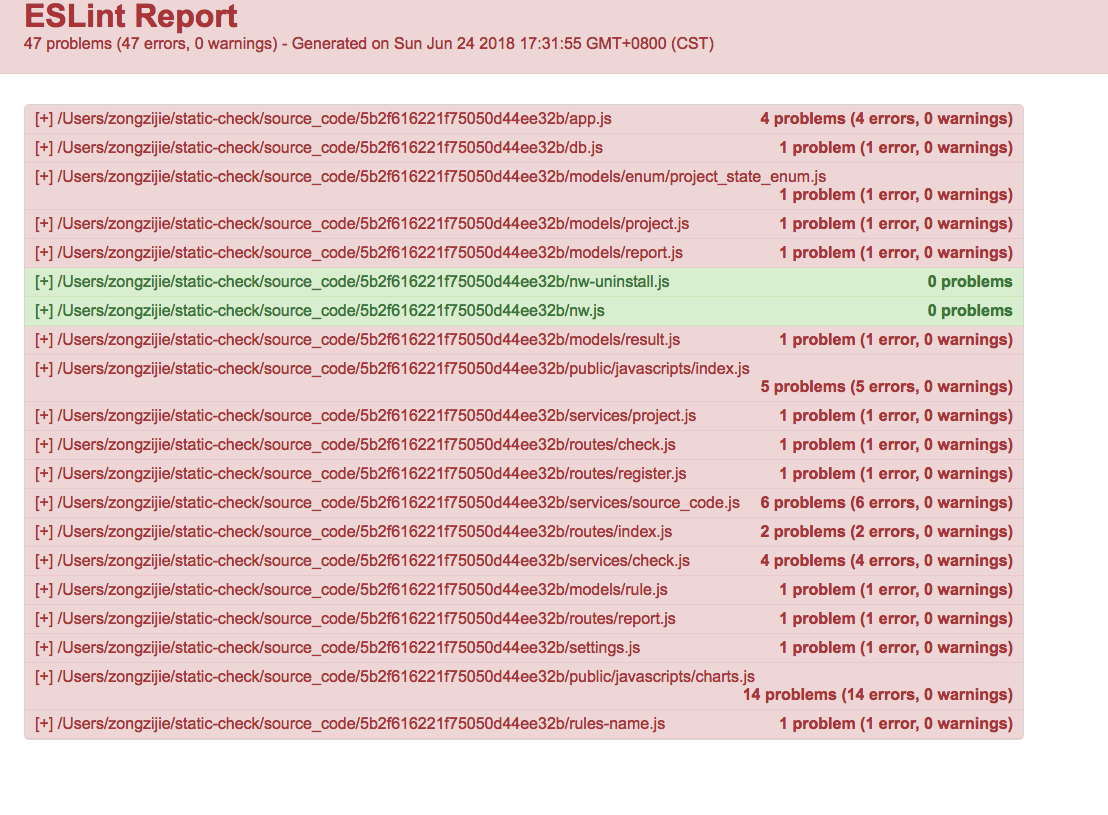 ESLint Report
47 problems (47 errors, 0 warnings) - Generated on Sun Jun 24 2018 17:31:55 GMT+0800 (CST)
[+] /Users/zongzijie/static-check/source_code/5b2f616221f75050d44ee32b/app.js 4 problems (4 errors, 0 warnings)
[+] /Users/zongzijie/static-check/source_code/5b2f616221f75050d44ee32b/db.js 1 problem (1 error, 0 warnings)
[+] /Users/zongzijie/static-check/source_code/5b2f616221f75050d44ee32b/models/enum/project_state_enum.js
1 problem (1 error, 0 warnings)
[+] /Users/zongzijie/static-check/source_code/5b2f616221f75050d44ee32b/models/project.js 1 problem (1 error, 0 warnings)
[+] /Users/zongzijie/static-check/source_code/5b2f616221f75050d44ee32b/models/report.js 1 problem (1 error, 0 warnings)
[+] /Users/zongzijie/static-check/source_code/5b2f616221f75050d44ee32b/nw-uninstall.js 0 problems
[+] /Users/zongzijie/static-check/source_code/5b2f616221f75050d44ee32b/nw.js 0 problems
[+] /Users/zongzijie/static-check/source_code/5b2f616221f75050d44ee32b/models/result.js 1 problem (1 error, 0 warnings)
[+] /Users/zongzijie/static-check/source_code/5b2f616221f75050d44ee32b/public/javascripts/index.js
5 problems (5 errors, 0 warnings)
[+] /Users/zongzijie/static-check/source_code/5b2f616221f75050d44ee32b/services/project.js 1 problem (1 error, 0 warnings)
[+] /Users/zongzijie/static-check/source_code/5b2f616221f75050d44ee32b/routes/check.js 1 problem (1 error, 0 warnings)
[+] /Users/zongzijie/static-check/source_code/5b2f616221f75050d44ee32b/routes/register.js 1 problem (1 error, 0 warnings)
[+] /Users/zongzijie/static-check/source_code/5b2f616221f75050d44ee32b/services/source_code.js 6 problems (6 errors, 0 warnings)
[+] /Users/zongzijie/static-check/source_code/5b2f616221f75050d44ee32b/routes/index.js 2 problems (2 errors, 0 warnings)
[+] /Users/zongzijie/static-check/source_code/5b2f616221f75050d44ee32b/services/check.js 4 problems (4 errors, 0 warnings)
[+] /Users/zongzijie/static-check/source_code/5b2f616221f75050d44ee32b/models/rule.js 1 problem (1 error, 0 warnings)
[+] /Users/zongzijie/static-check/source_code/5b2f616221f75050d44ee32b/routes/report.js 1 problem (1 error, 0 warnings)
[+] /Users/zongzijie/static-check/source_code/5b2f616221f75050d44ee32b/settings.js 1 problem (1 error, 0 warnings)
[+] /Users/zongzijie/static-check/source_code/5b2f616221f75050d44ee32b/public/javascripts/charts.js
14 problems (14 errors, 0 warnings)
[+] /Users/zongzijie/static-check/source_code/5b2f616221f75050d44ee32b/rules-name.js 1 problem (1 error, 0 warnings)